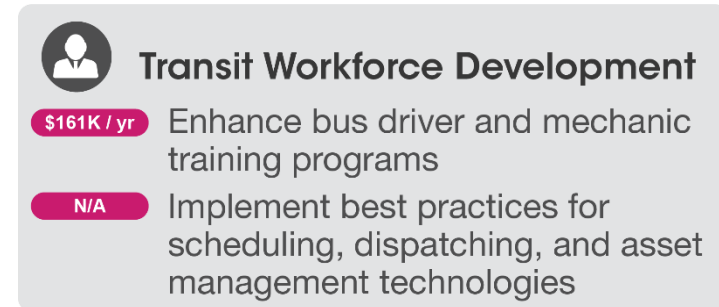 Transit Workforce Development
$161K / yr Enhance bus driver and mechanic
training programs
N/A Implement best practices for
scheduling, dispatching, and asset
management technologies